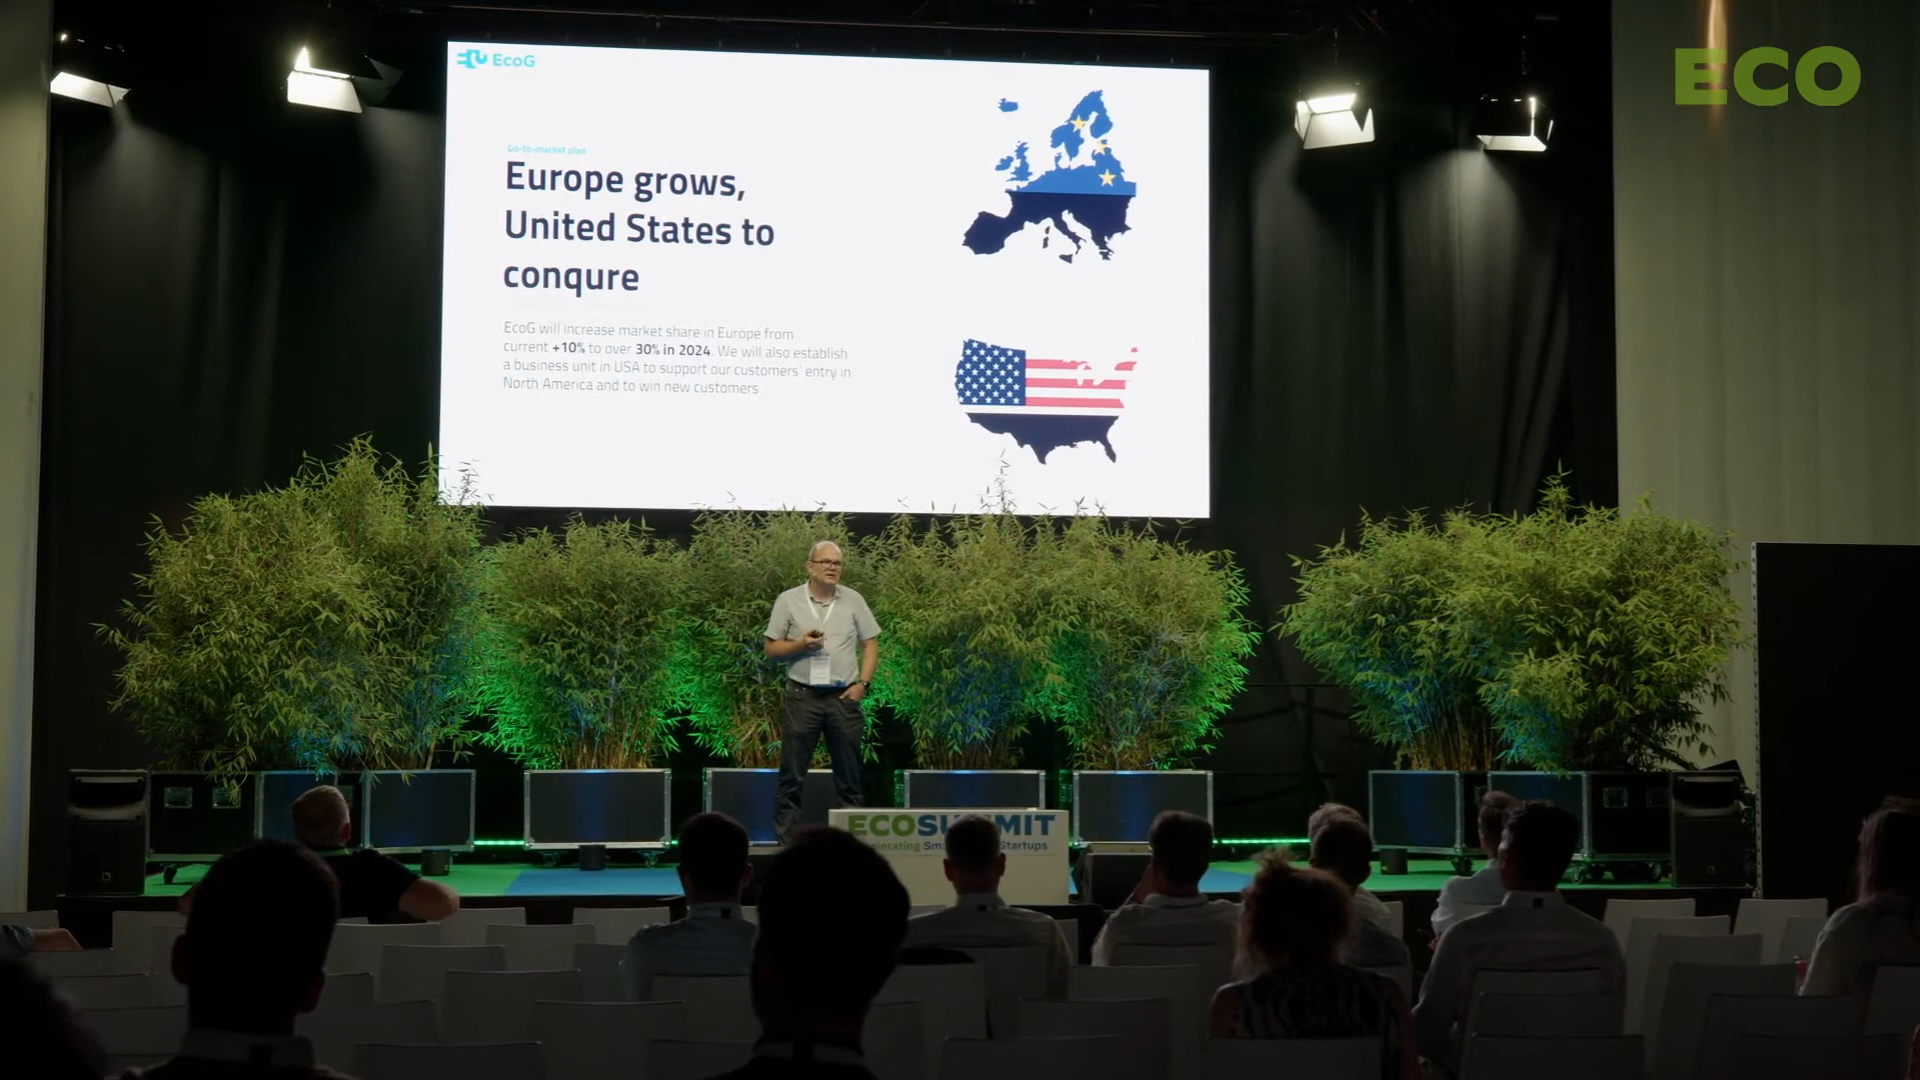 EcoG
ECO
Go-to-market plan
Europe grows,
United States to
conqure
EcoG will increase market share in Europe from
current +10% to over 30% in 2024. We will also establish
a business unit in USA to support our customers' entry in
North America and to win new customers